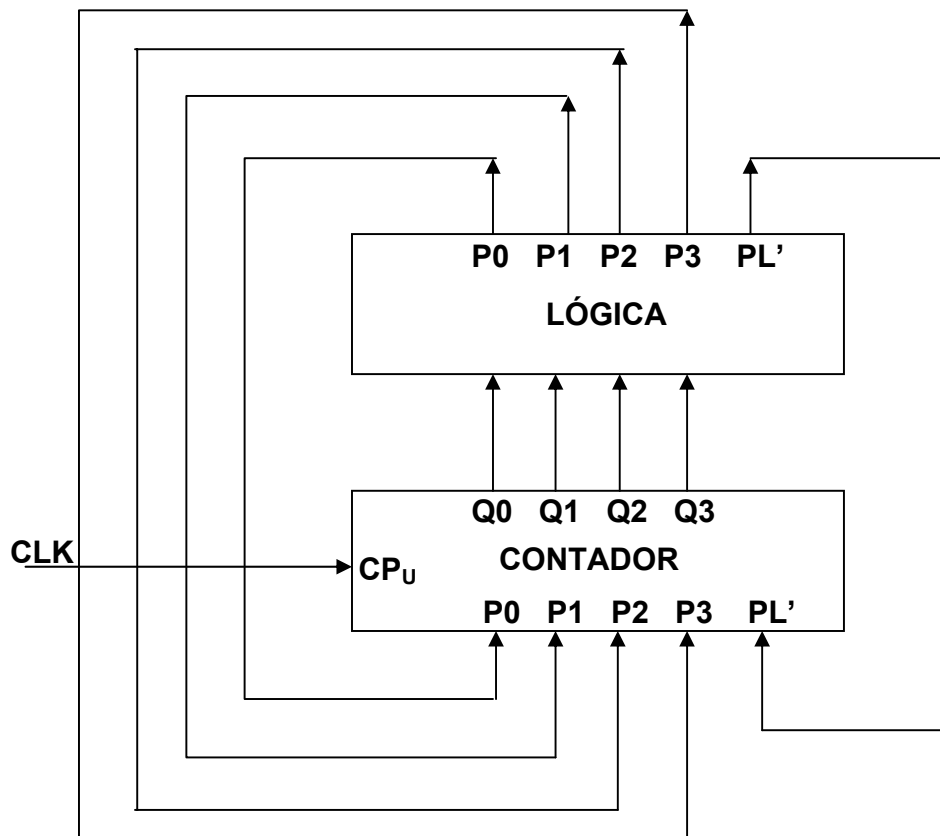 P0 P1 P2 P3 PL’
LÓGICA
Q0 Q1 Q2 Q3
CLK
CPU
CONTADOR
P0 P1 P2 P3 PL’